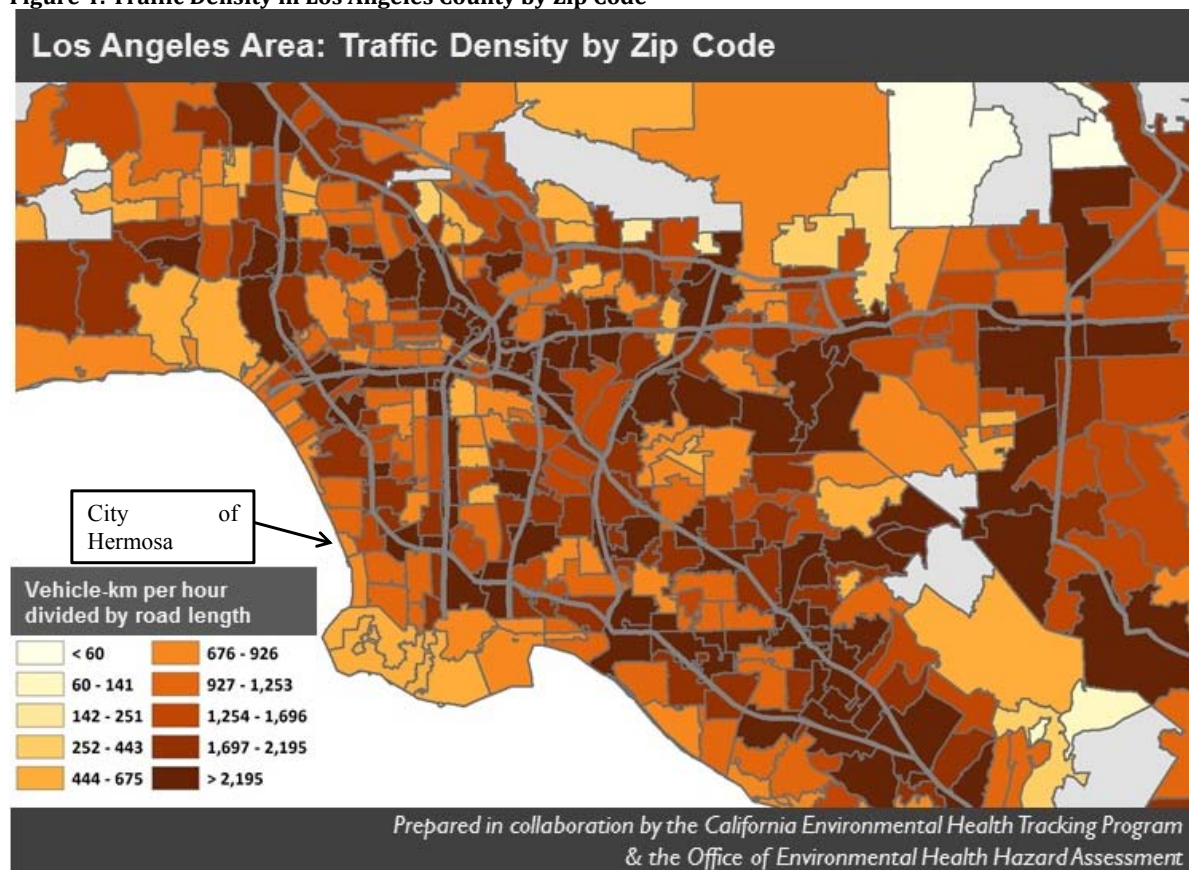 Figure 1: Traffic Density in Los Angeles County by Zip Code
Los Angeles Area: Traffic Density by Zip Code
City of
Hermosa
Vehicle-km per hour
divided by road length
< 60
60 - 141
142 - 251
252 - 443
444 - 675
676 - 926
927 - 1,253
1,254 - 1,696
1,697 - 2,195
> 2,195
Prepared in collaboration by the California Environmental Health Tracking Program
& the Office of Environmental Health Hazard Assessment